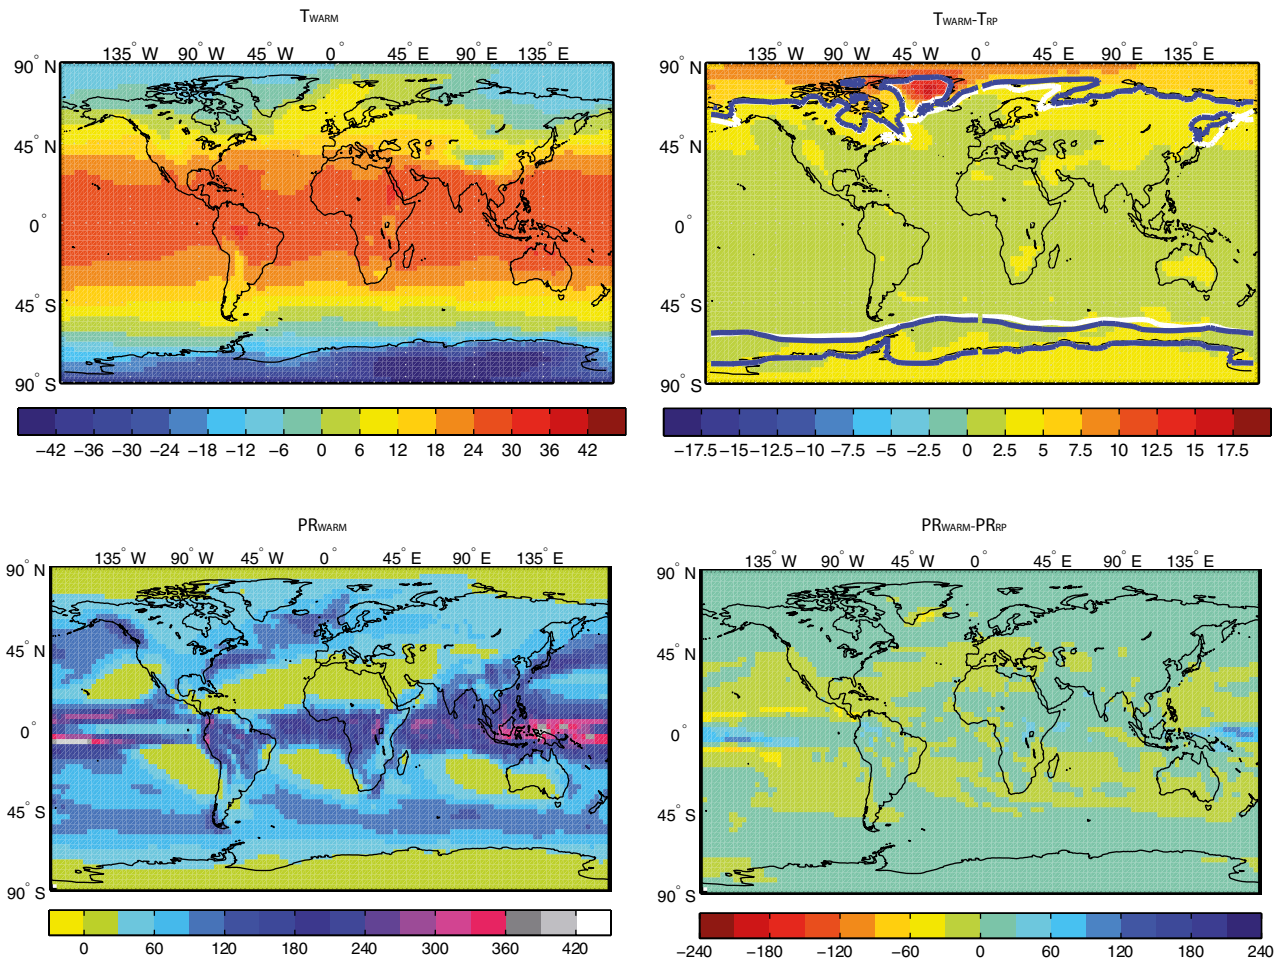 TWARM
135° W 90° W 45° W 0° 45° E 90° E 135° E
90° N
45° N
0°
45° S
90° S
−42 −36 −30 −24 −18 −12 −6 0 6 12 18 24 30 36 42
TWARM-TRP
135° W 90° W 45° W 0° 45° E 90° E 135° E
90° N
45° N
0°
45° S
90° S
−17.5 −15 −12.5 −10 −7.5 −5 −2.5 0 2.5 5 7.5 10 12.5 15 17.5
PRWARM
135° W 90° W 45° W 0° 45° E 90° E 135° E
90° N
45° N
0°
45° S
90° S
0 60 120 180 240 300 360 420
PRWARM-PRRP
135° W 90° W 45° W 0° 45° E 90° E 135° E
90° N
45° N
0°
45° S
90° S
−240 −180 −120 −60 0 60 120 180 240